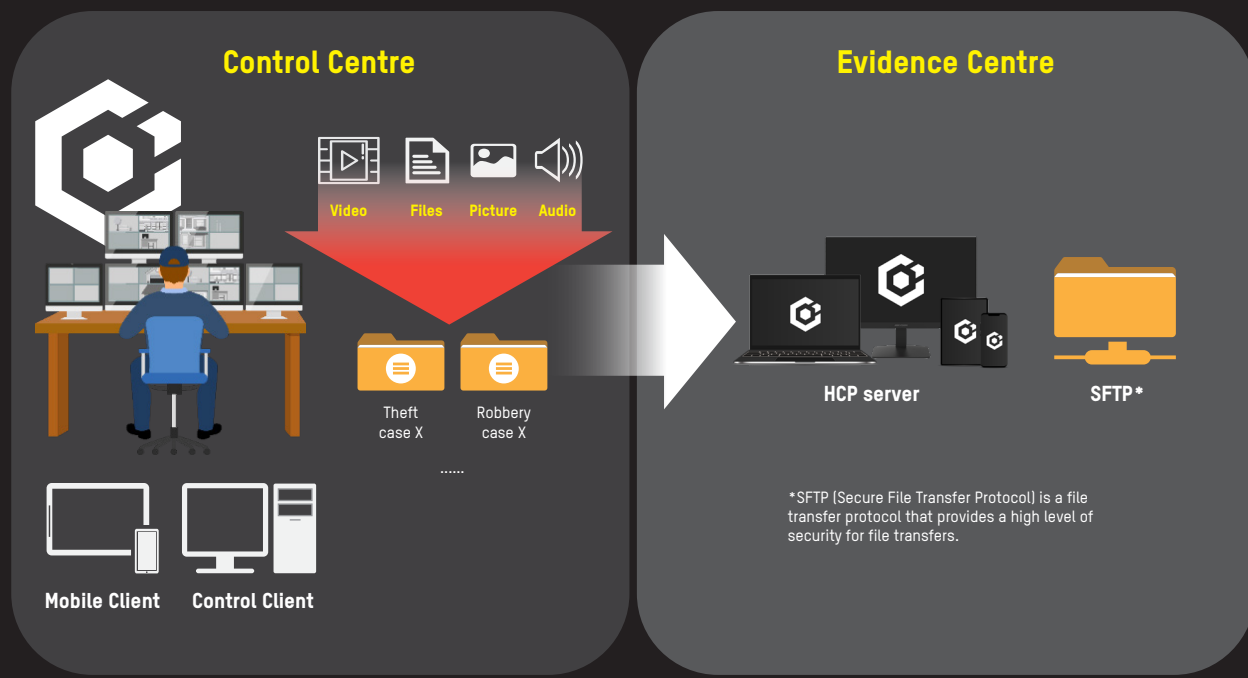 Control Centre
Video
Files
Picture
Audio
Theft
case X
Robbery
case X
......
Mobile Client
Control Client
Evidence Centre
HCP server
SFTP*
*SFTP (Secure File Transfer Protocol) is a file
transfer protocol that provides a high level of
security for file transfers.